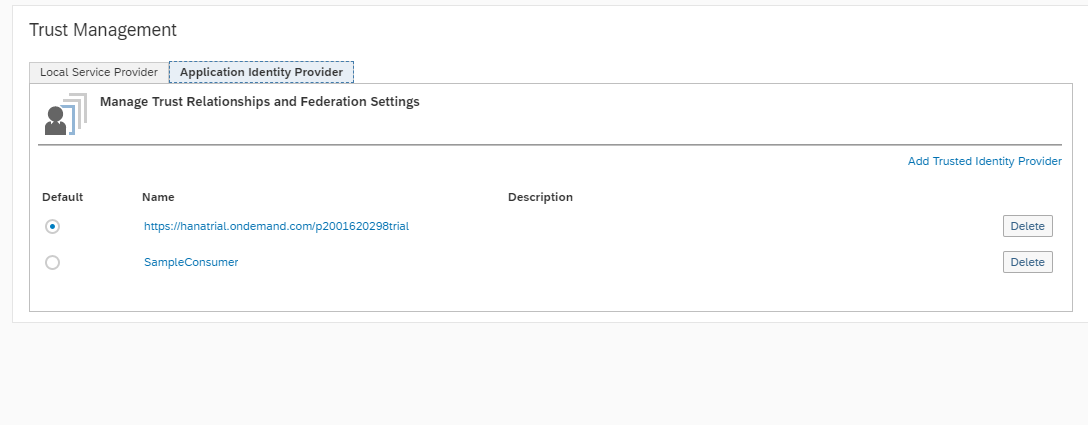 Trust Management
Local Service Provider Application Identity Provider
Manage Trust Relationships and Federation Settings
Add Trusted Identity Provider
Default Name Description
https://hanatrial.ondemand.com/p2001620298trial Delete
SampleConsumer Delete